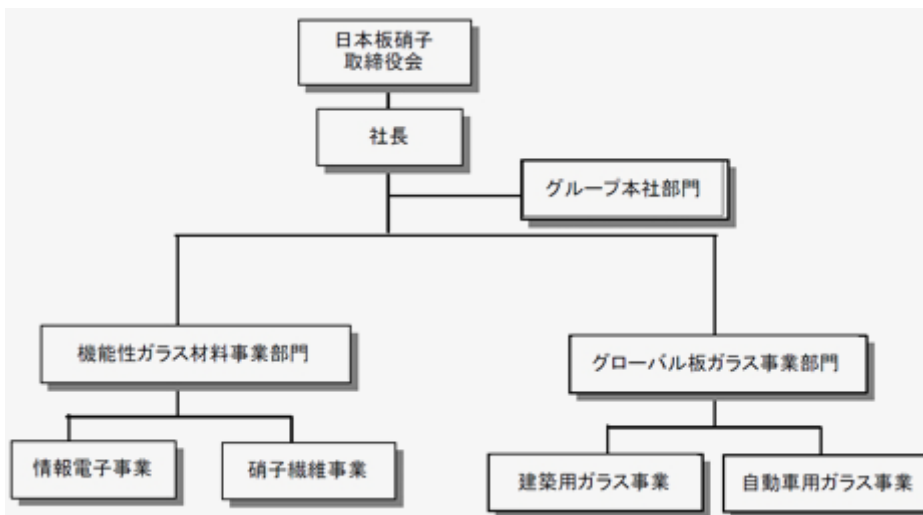 日本板硝子
取締役会
社長
グループ本社部門
機能性ガラス材料事業部門
グローバル板ガラス事業部門
情報電子事業
硝子繊維事業
建築用ガラス事業
自動車用ガラス事業